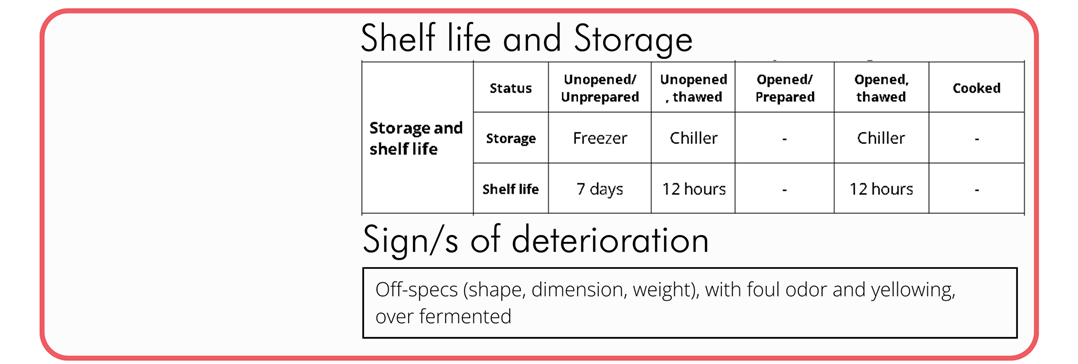 Shelf life and Storage
Storage and
shelf life
Status
Unopened/
Unprepared
Unopened
, thawed
Opened/
Prepared
Opened,
thawed
Cooked
Storage
Freezer
Chiller
-
Chiller
-
Shelf life
7 days
12 hours
-
12 hours
-
Sign/s of deterioration
Off-specs (shape, dimension, weight), with foul odor and yellowing,
over fermented